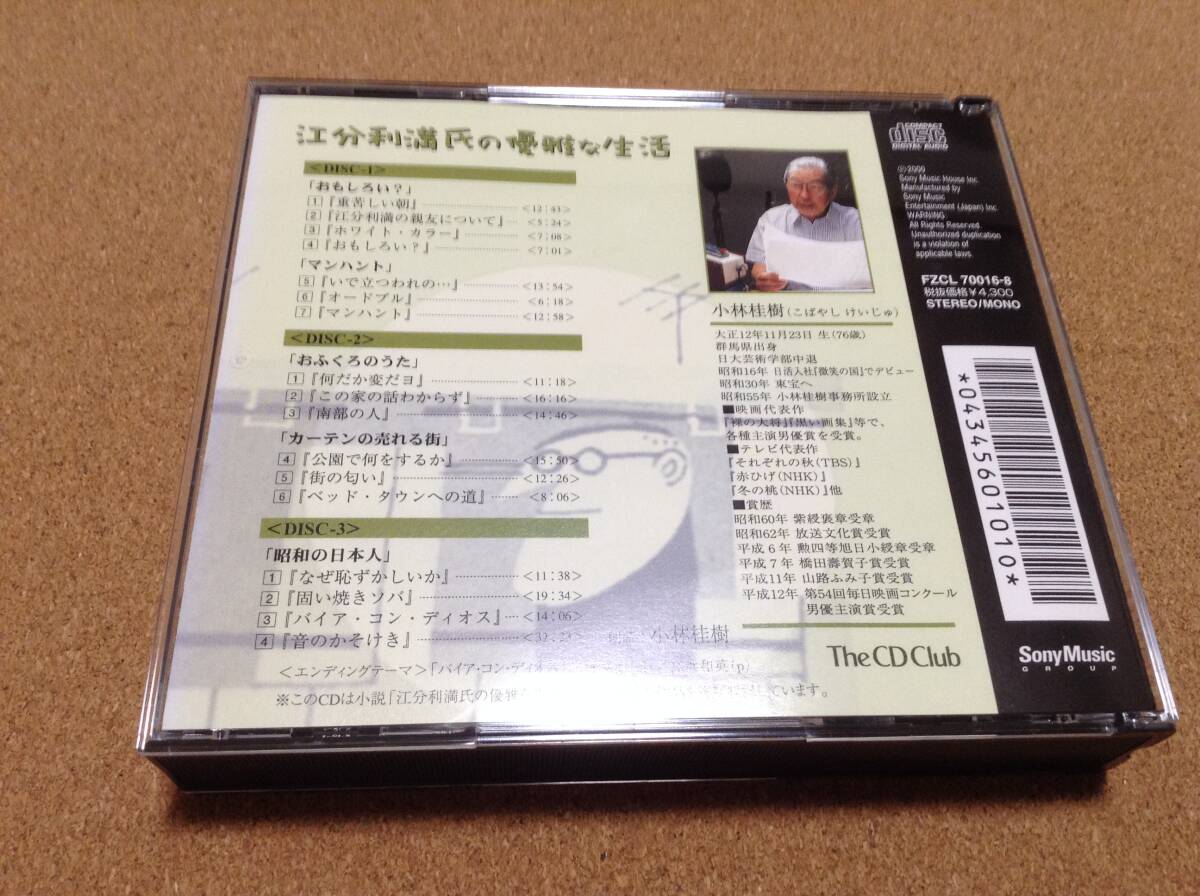 江分利満氏の優雅な生活
<DISC-1>
「おもしろい？」
1『重苦しい朝』………………<12:43>
2『江分利満の親友について』…<5:24>
3『ホワイト・カラー』…………<7:08>
4『おもしろい？』………………<7:01>
「マンハント」
5『いで立つわれの…』…………<13:54>
6『オードブル』…………………<6:18>
7『マンハント』…………………<12:58>
<DISC-2>
「おふくろのうた」
1『何だか変だヨ』………………<11:18>
2『この家の話わからず』………<16:16>
3『南部の人』……………………<14:46>
「カーテンの売れる街」
4『公園で何をするか』…………<15:50>
5『街の匂い』……………………<12:26>
6『ベッド・タウンへの道』……<8:06>
<DISC-3>
「昭和の日本人」
1『なぜ恥ずかしいか』…………<11:38>
2『固い焼きソバ』………………<19:34>
3『バイア・コン・ディオス』…<14:06>
4『音のかそけき』………………<32:23>
小林桂樹
<エンディングテーマ>「バイア・コン・ディオ
※このCDは小説「江分利満氏の優雅な
ています。
小林桂樹(こばやし けいじゅ)
大正12年11月23日 生(76歳)
群馬県出身
日大芸術学部中退
昭和16年 日活入社『微笑の国』でデビュー
昭和30年 東宝へ
昭和55年 小林桂樹事務所設立
■映画代表作
『裸の大将』『黒い画集』等で、
各種主演男優賞を受賞。
■テレビ代表作
『それぞれの秋(TBS)』
『赤ひげ(NHK)』
『冬の桃(NHK)』他
■賞歴
昭和60年 紫綬褒章受章
昭和62年 放送文化賞受賞
平成6年 勲四等旭日小綬章受章
平成7年 橋田壽賀子賞受賞
平成11年 山路ふみ子賞受賞
平成12年 第54回毎日映画コンクール
男優主演賞受賞
The CD Club
COMPACT
disc
DIGITAL AUDIO
℗2000
Sony Music House Inc.
Manufactured by
Sony Music
Entertainment (Japan) Inc.
WARNING:
All Rights Reserved.
Unauthorized duplication
is a violation of
applicable laws.
FZCL 70016-8
税抜価格¥4,300
STEREO/MONO
*0434560101010*
Sony Music
GROUP